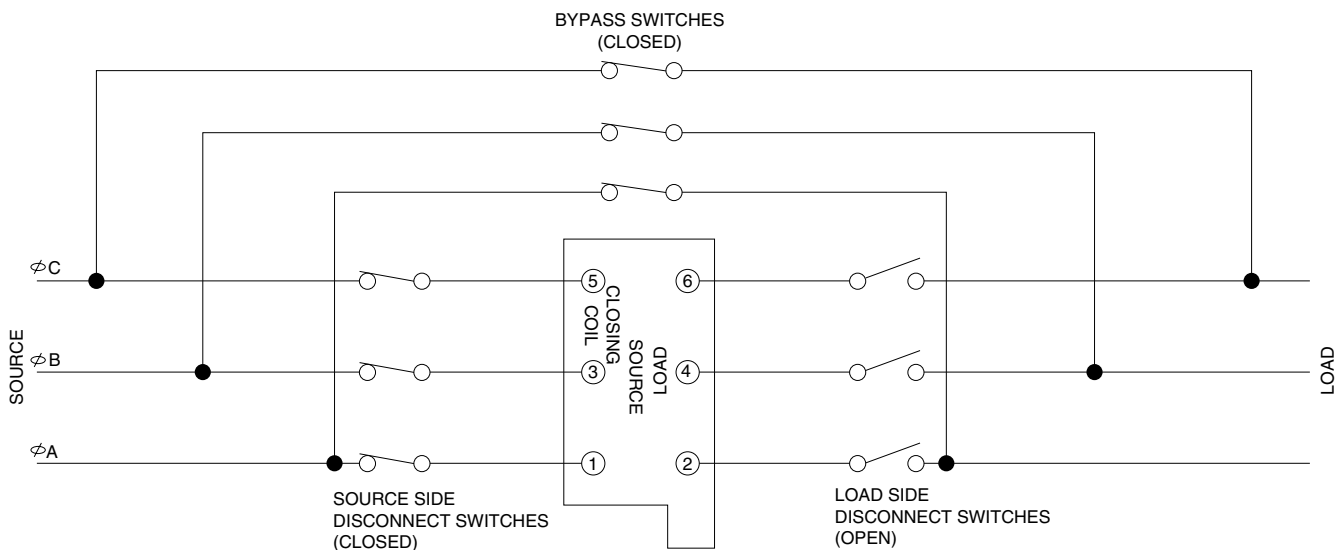 BYPASS SWITCHES
(CLOSED)
⌀C
5
6
CLOSING
COIL
SOURCE
LOAD
SOURCE
⌀B
3
4
LOAD
⌀A
1
2
SOURCE SIDE
DISCONNECT SWITCHES
(CLOSED)
LOAD SIDE
DISCONNECT SWITCHES
(OPEN)